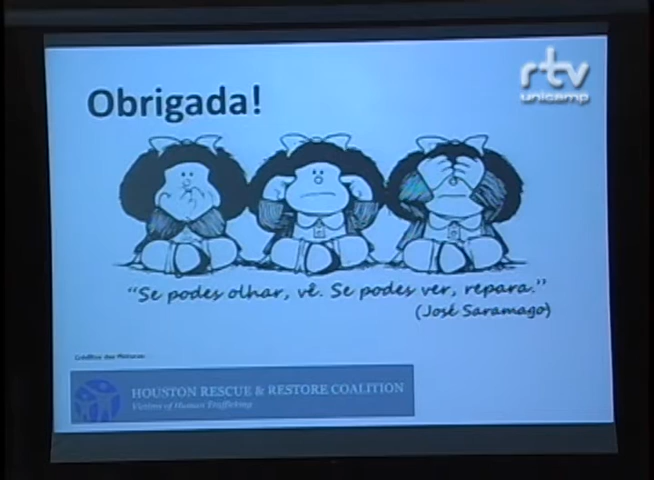 rtv
unicamp
Obrigada!
"Se podes olhar, vê. Se podes ver, repara."
(José Saramago)
HOUSTON RESCUE & RESTORE COALITION
Victims of Human Trafficking